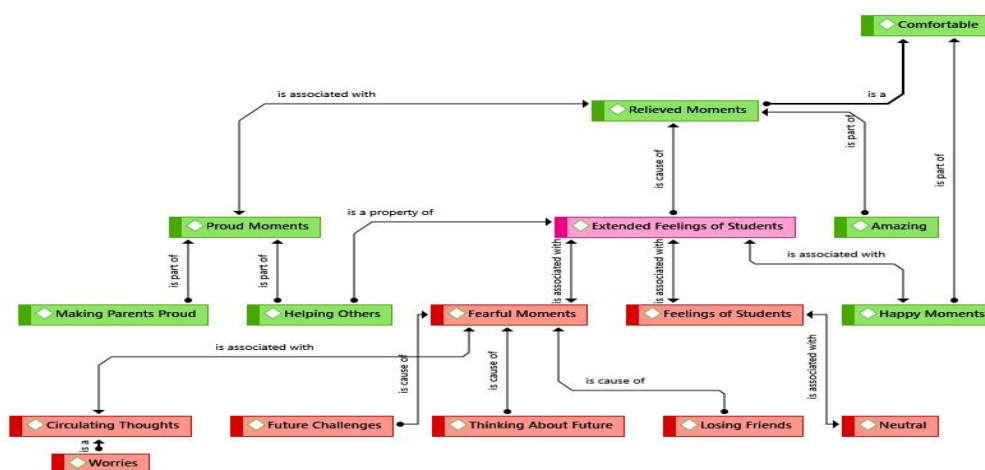 Comfortable
is associated with
is a
Relieved Moments
is part of
is cause of
is part of
is a property of
Proud Moments
Extended Feelings of Students
Amazing
is part of
is part of
is associated with
is associated with
is associated with
Making Parents Proud
Helping Others
Fearful Moments
Feelings of Students
Happy Moments
is associated with
is cause of
is cause of
is cause of
is associated with
Circulating Thoughts
Future Challenges
Thinking About Future
Losing Friends
Neutral
is a
Worries